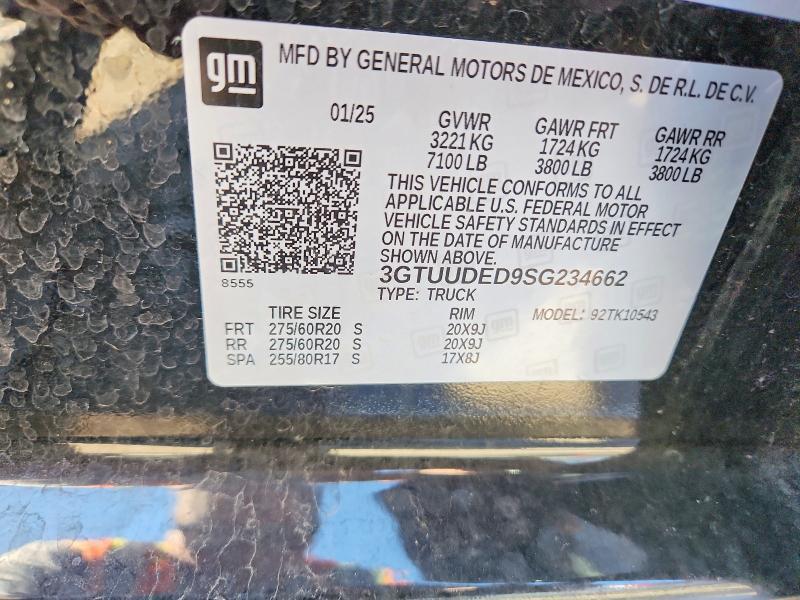 gm
MFD BY GENERAL MOTORS DE MEXICO, S. DE R.L. DE C.V.
01/25 GVWR GAWR FRT GAWR RR
3221 KG 1724 KG 1724 KG
7100 LB 3800 LB 3800 LB
THIS VEHICLE CONFORMS TO ALL
APPLICABLE U.S. FEDERAL MOTOR
VEHICLE SAFETY STANDARDS IN EFFECT
ON THE DATE OF MANUFACTURE
SHOWN ABOVE.
3GTUUDED9SG234662
8555
TYPE: TRUCK
TIRE SIZE RIM MODEL: 92TK10543
FRT 275/60R20 S 20X9J
RR 275/60R20 S 20X9J
SPA 255/80R17 S 17X8J